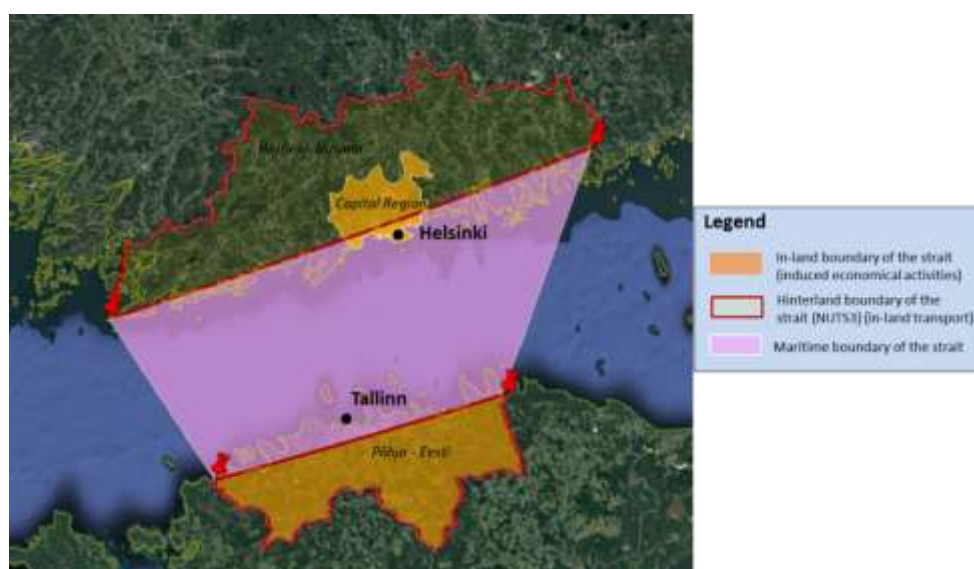 Capital Region
Helsinki
Tallinn
Põhja - Eesti
Legend
In-land boundary of the strait
(induced economical activities)
Hinterland boundary of the
strait (NUTS3) (in-land transport)
Maritime boundary of the strait